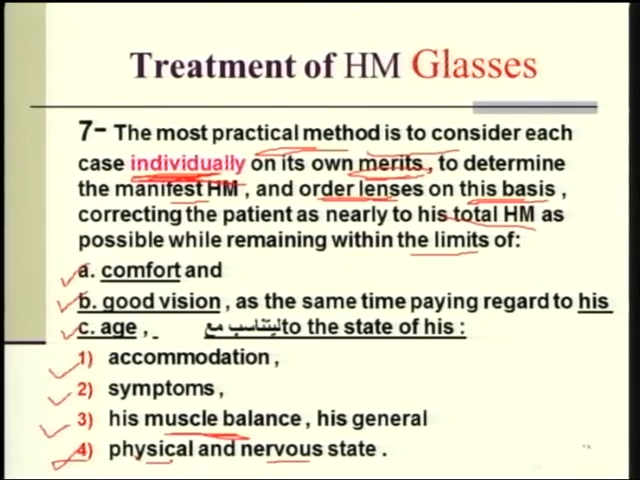 Treatment of HM Glasses
7- The most practical method is to consider each
case individually on its own merits , to determine
the manifest HM , and order lenses on this basis ,
correcting the patient as nearly to his total HM as
possible while remaining within the limits of:
a. comfort and
b. good vision , as the same time paying regard to his
c. age , ليتناسب مع to the state of his :
1) accommodation ,
2) symptoms ,
3) his muscle balance , his general
4) physical and nervous state .